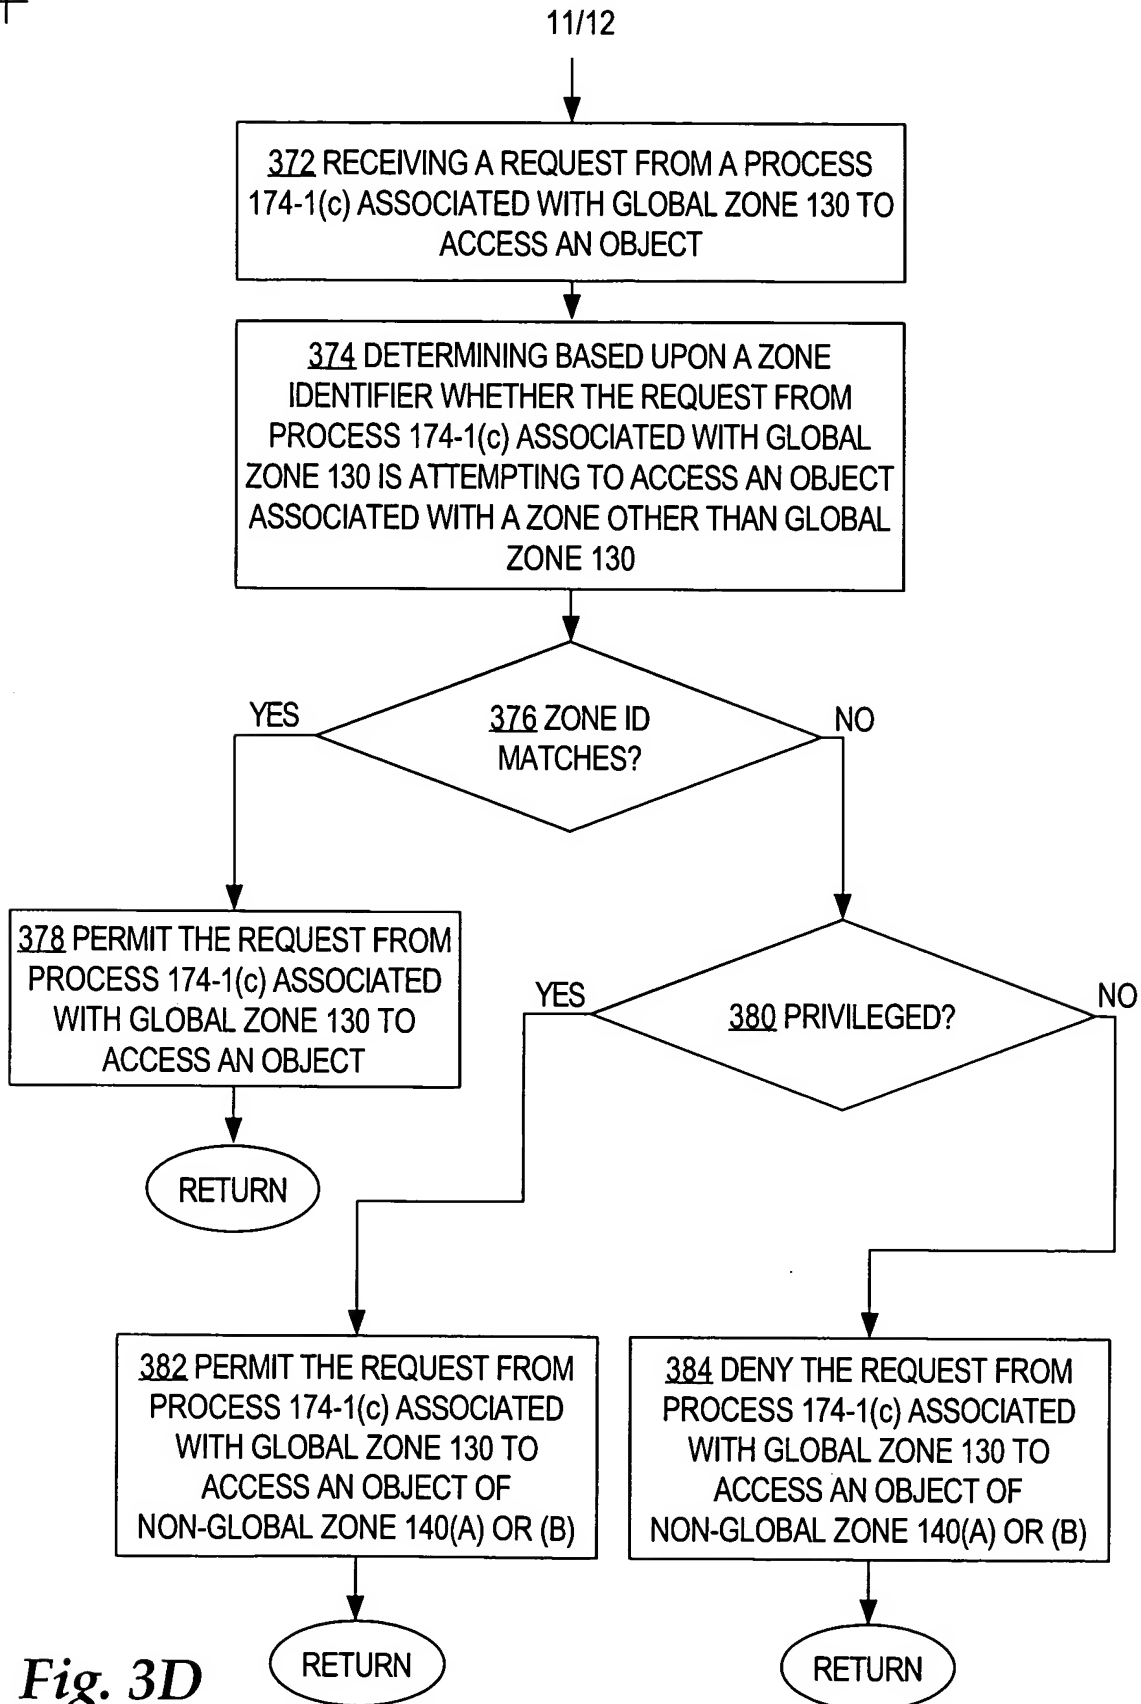 11/12
372 RECEIVING A REQUEST FROM A PROCESS
174-1(c) ASSOCIATED WITH GLOBAL ZONE 130 TO
ACCESS AN OBJECT
374 DETERMINING BASED UPON A ZONE
IDENTIFIER WHETHER THE REQUEST FROM
PROCESS 174-1(c) ASSOCIATED WITH GLOBAL
ZONE 130 IS ATTEMPTING TO ACCESS AN OBJECT
ASSOCIATED WITH A ZONE OTHER THAN GLOBAL
ZONE 130
YES
376 ZONE ID
MATCHES?
NO
378 PERMIT THE REQUEST FROM
PROCESS 174-1(c) ASSOCIATED
WITH GLOBAL ZONE 130 TO
ACCESS AN OBJECT
YES
380 PRIVILEGED?
NO
RETURN
382 PERMIT THE REQUEST FROM
PROCESS 174-1(c) ASSOCIATED
WITH GLOBAL ZONE 130 TO
ACCESS AN OBJECT OF
NON-GLOBAL ZONE 140(A) OR (B)
384 DENY THE REQUEST FROM
PROCESS 174-1(c) ASSOCIATED
WITH GLOBAL ZONE 130 TO
ACCESS AN OBJECT OF
NON-GLOBAL ZONE 140(A) OR (B)
RETURN
RETURN
Fig. 3D